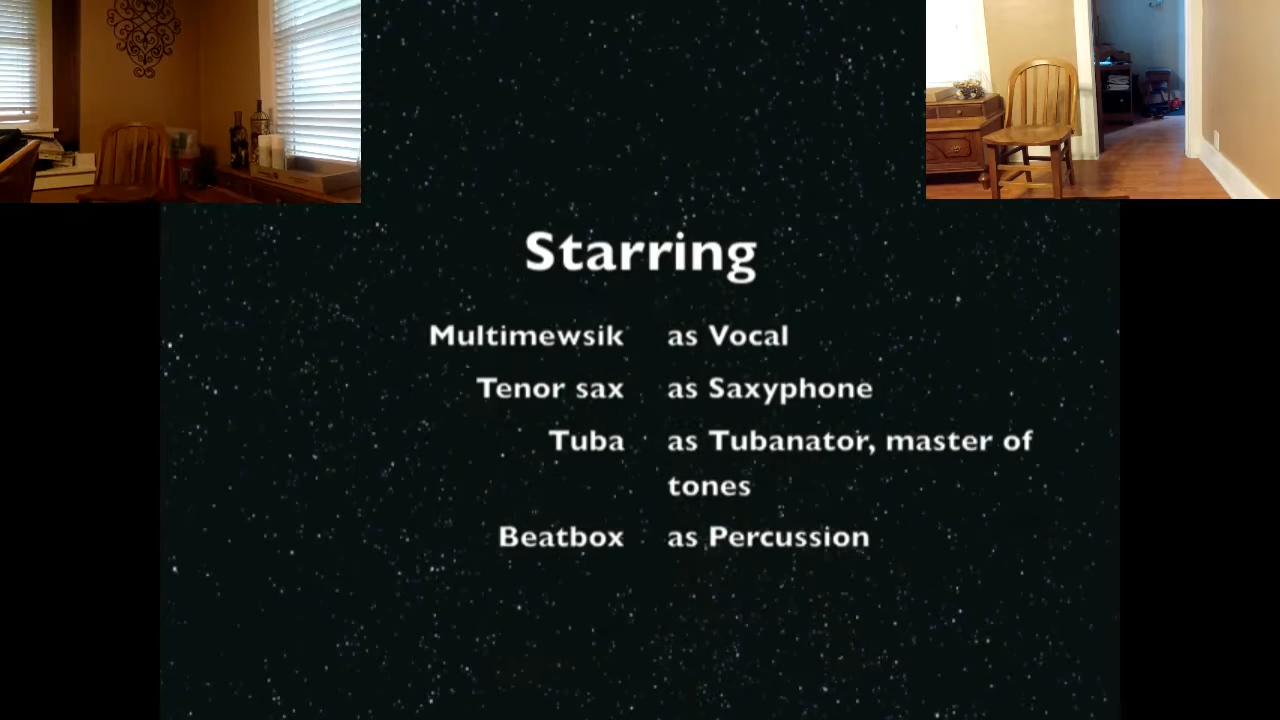 Starring
Multimewsik as Vocal
Tenor sax as Saxyphone
Tuba as Tubanator, master of
tones
Beatbox as Percussion